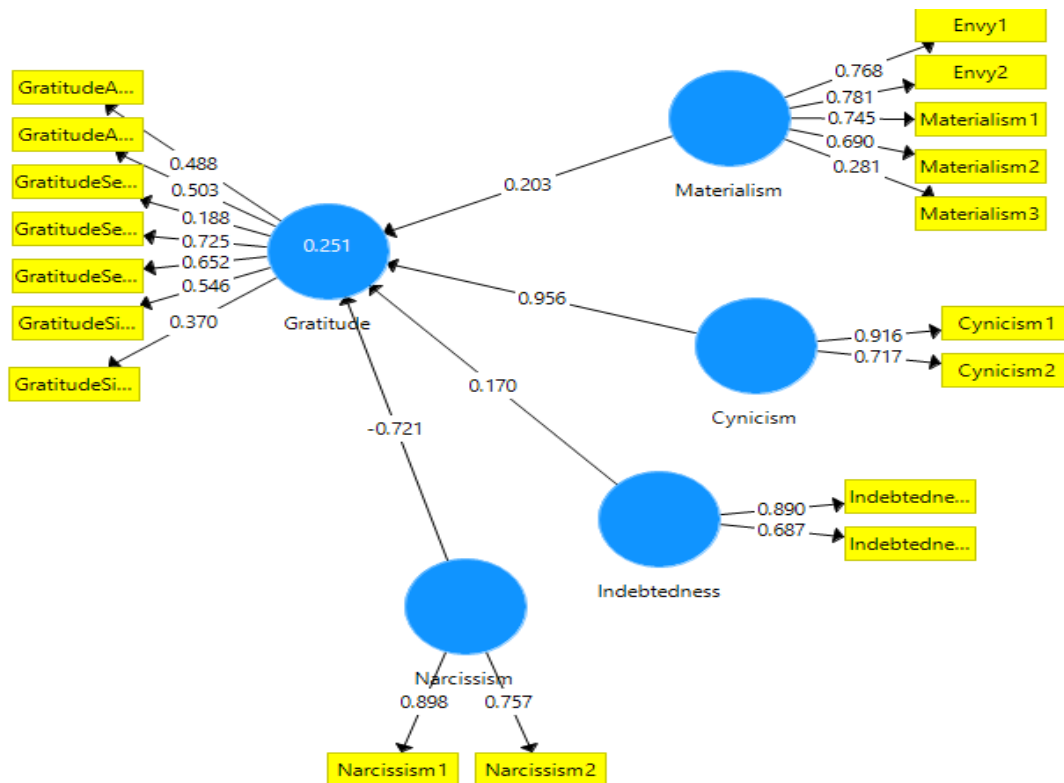 Envy1
GratitudeA...
0.768
Envy2
0.781
GratitudeA...
0.745
Materialism1
0.488
0.690
GratitudeSe...
0.503
0.281
Materialism2
0.188
0.203
Materialism
GratitudeSe...
0.725
Materialism3
0.251
GratitudeSe...
0.652
0.546
GratitudeSi...
0.370
Gratitude
0.956
Cynicism1
0.916
0.717
GratitudeSi...
0.170
Cynicism2
Cynicism
-0.721
Indebtedne...
0.890
0.687
Indebtedne...
Indebtedness
Narcissism
0.898
0.757
Narcissism1
Narcissism2